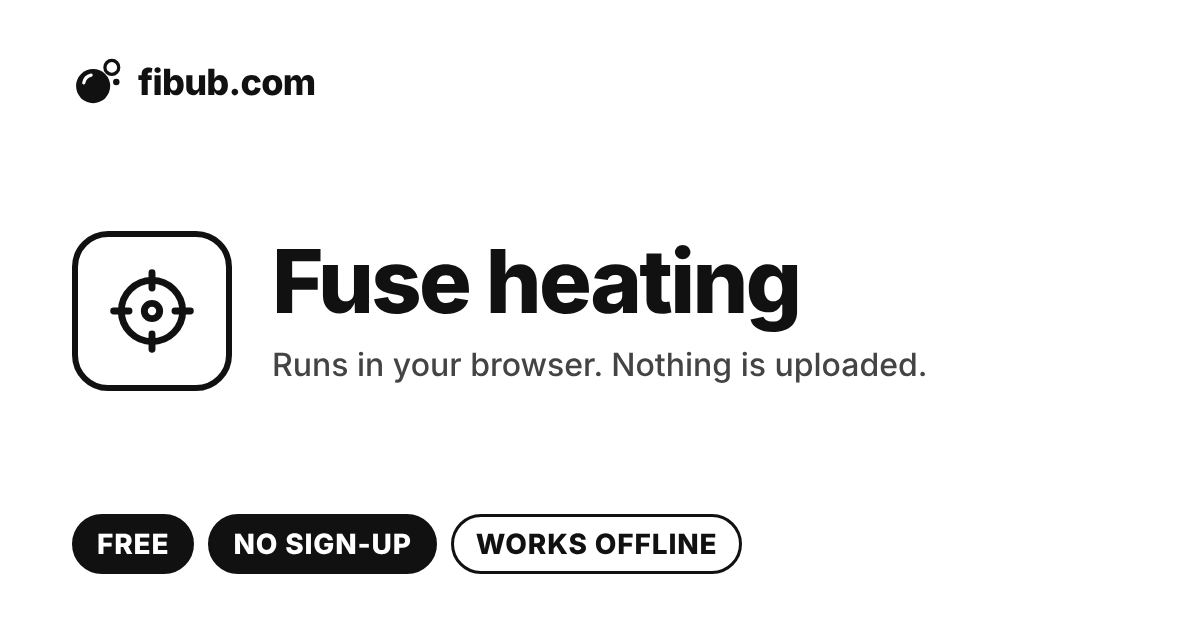 fibub.com
Fuse heating
Runs in your browser. Nothing is uploaded.
FREE NO SIGN-UP WORKS OFFLINE